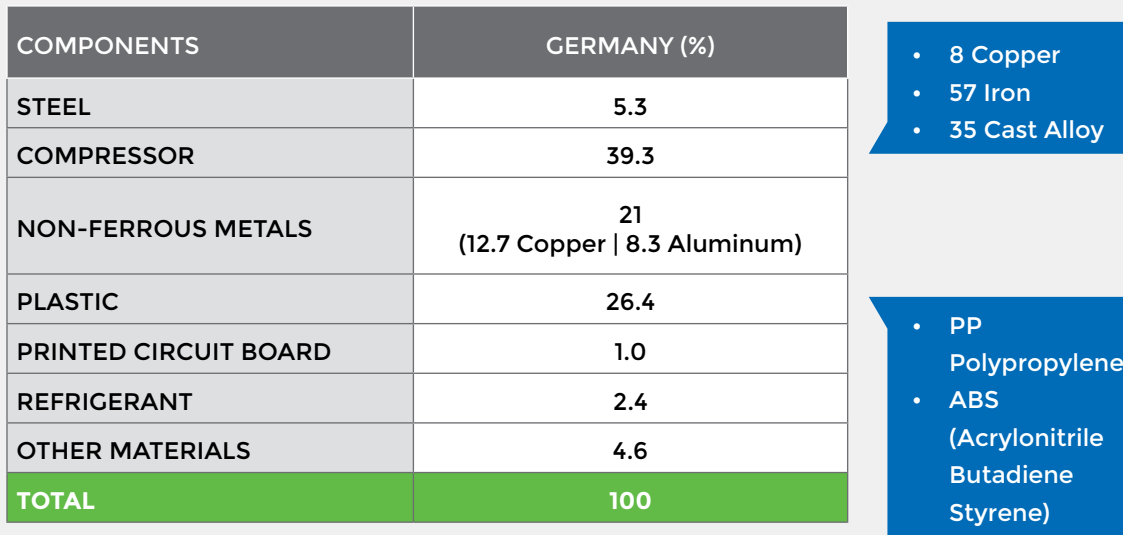 COMPONENTS GERMANY (%)
STEEL 5.3
COMPRESSOR 39.3
NON-FERROUS METALS 21
(12.7 Copper | 8.3 Aluminum)
PLASTIC 26.4
PRINTED CIRCUIT BOARD 1.0
REFRIGERANT 2.4
OTHER MATERIALS 4.6
TOTAL 100
• 8 Copper
• 57 Iron
• 35 Cast Alloy
• PP
Polypropylene
• ABS
(Acrylonitrile
Butadiene
Styrene)